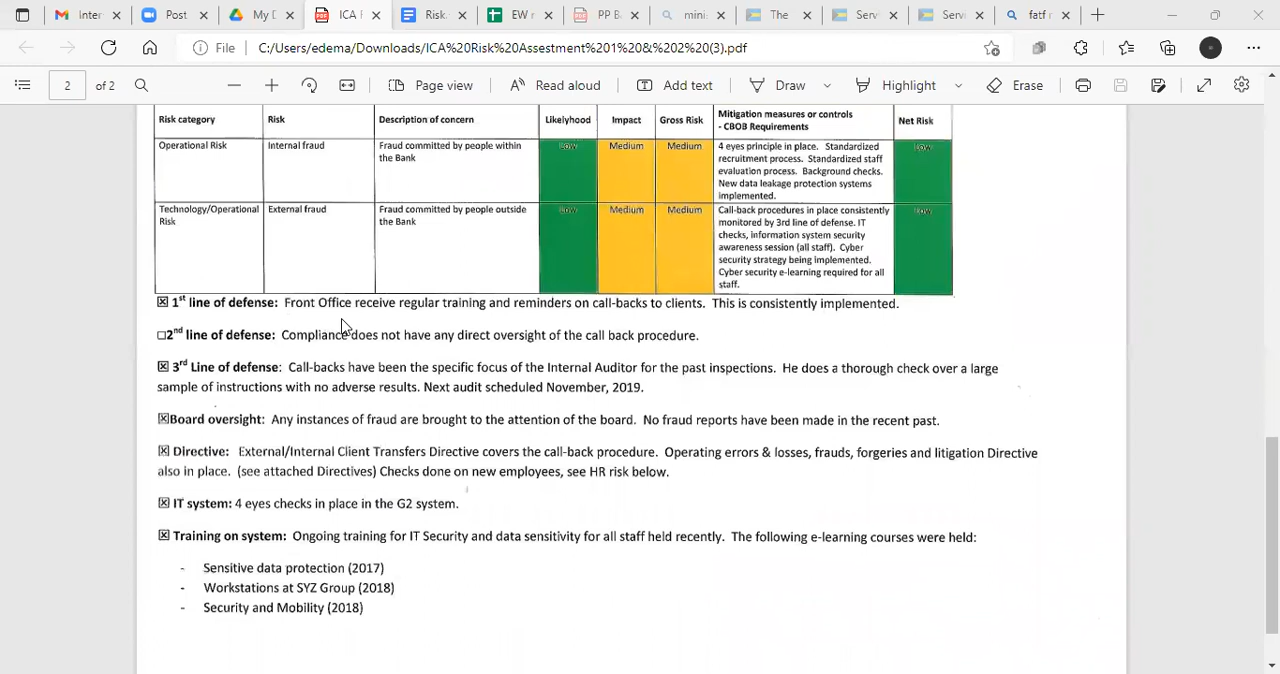 Inter
Post
My D
ICA F
Risk.
EW r
PP B
mini:
The
Serv
Servi
fatf m
File
C:/Users/edema/Downloads/ICA%20Risk%20Assestment%201%20&%202%20(3).pdf
2
of 2
Page view
Read aloud
Add text
Draw
Highlight
Erase
Risk category
Risk
Description of concern
Likelyhood
Impact
Gross Risk
Mitigation measures or controls
- CBOB Requirements
Net Risk
Operational Risk
Internal fraud
Fraud committed by people within
the Bank
Low
Medium
Medium
4 eyes principle in place. Standardized
recruitment process. Standardized staff
evaluation process. Background checks.
New data leakage protection systems
implemented.
Low
Technology/Operational
Risk
External fraud
Fraud committed by people outside
the Bank
Low
Medium
Medium
Call-back procedures in place consistently
monitored by 3rd line of defense. IT
checks, information system security
awareness session (all staff). Cyber
security strategy being implemented.
Cyber security e-learning required for all
staff.
Low
☒ 1st line of defense: Front Office receive regular training and reminders on call-backs to clients. This is consistently implemented.
☐2nd line of defense: Compliance does not have any direct oversight of the call back procedure.
☒ 3rd Line of defense: Call-backs have been the specific focus of the Internal Auditor for the past inspections. He does a thorough check over a large
sample of instructions with no adverse results. Next audit scheduled November, 2019.
☒Board oversight: Any instances of fraud are brought to the attention of the board. No fraud reports have been made in the recent past.
☒ Directive: External/Internal Client Transfers Directive covers the call-back procedure. Operating errors & losses, frauds, forgeries and litigation Directive
also in place. (see attached Directives) Checks done on new employees, see HR risk below.
☒ IT system: 4 eyes checks in place in the G2 system.
☒ Training on system: Ongoing training for IT Security and data sensitivity for all staff held recently. The following e-learning courses were held:
- Sensitive data protection (2017)
- Workstations at SYZ Group (2018)
- Security and Mobility (2018)